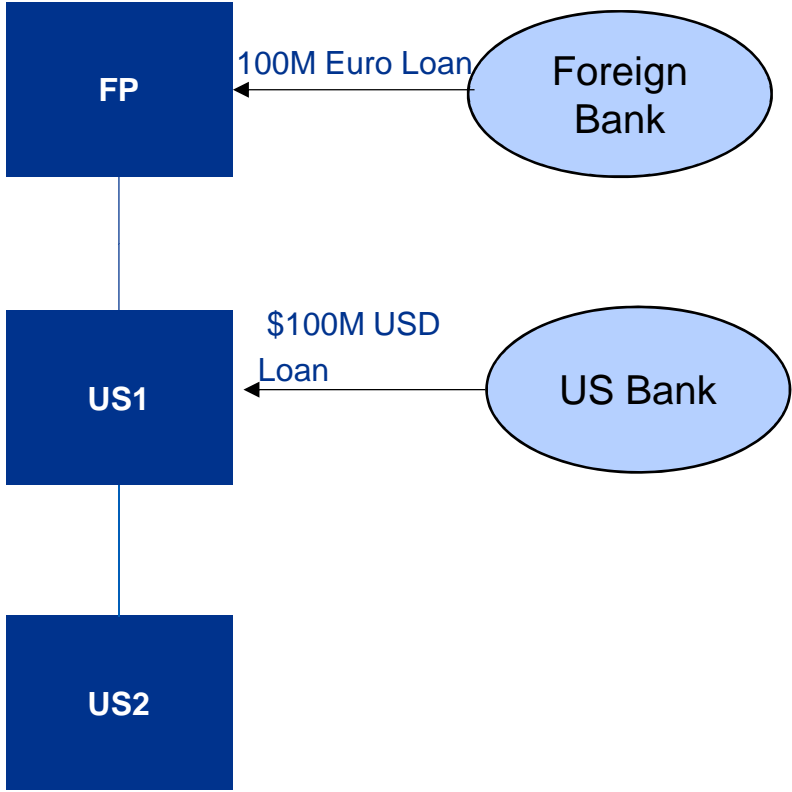 FP
100M Euro Loan
Foreign
Bank
US1
$100M USD
Loan
US Bank
US2